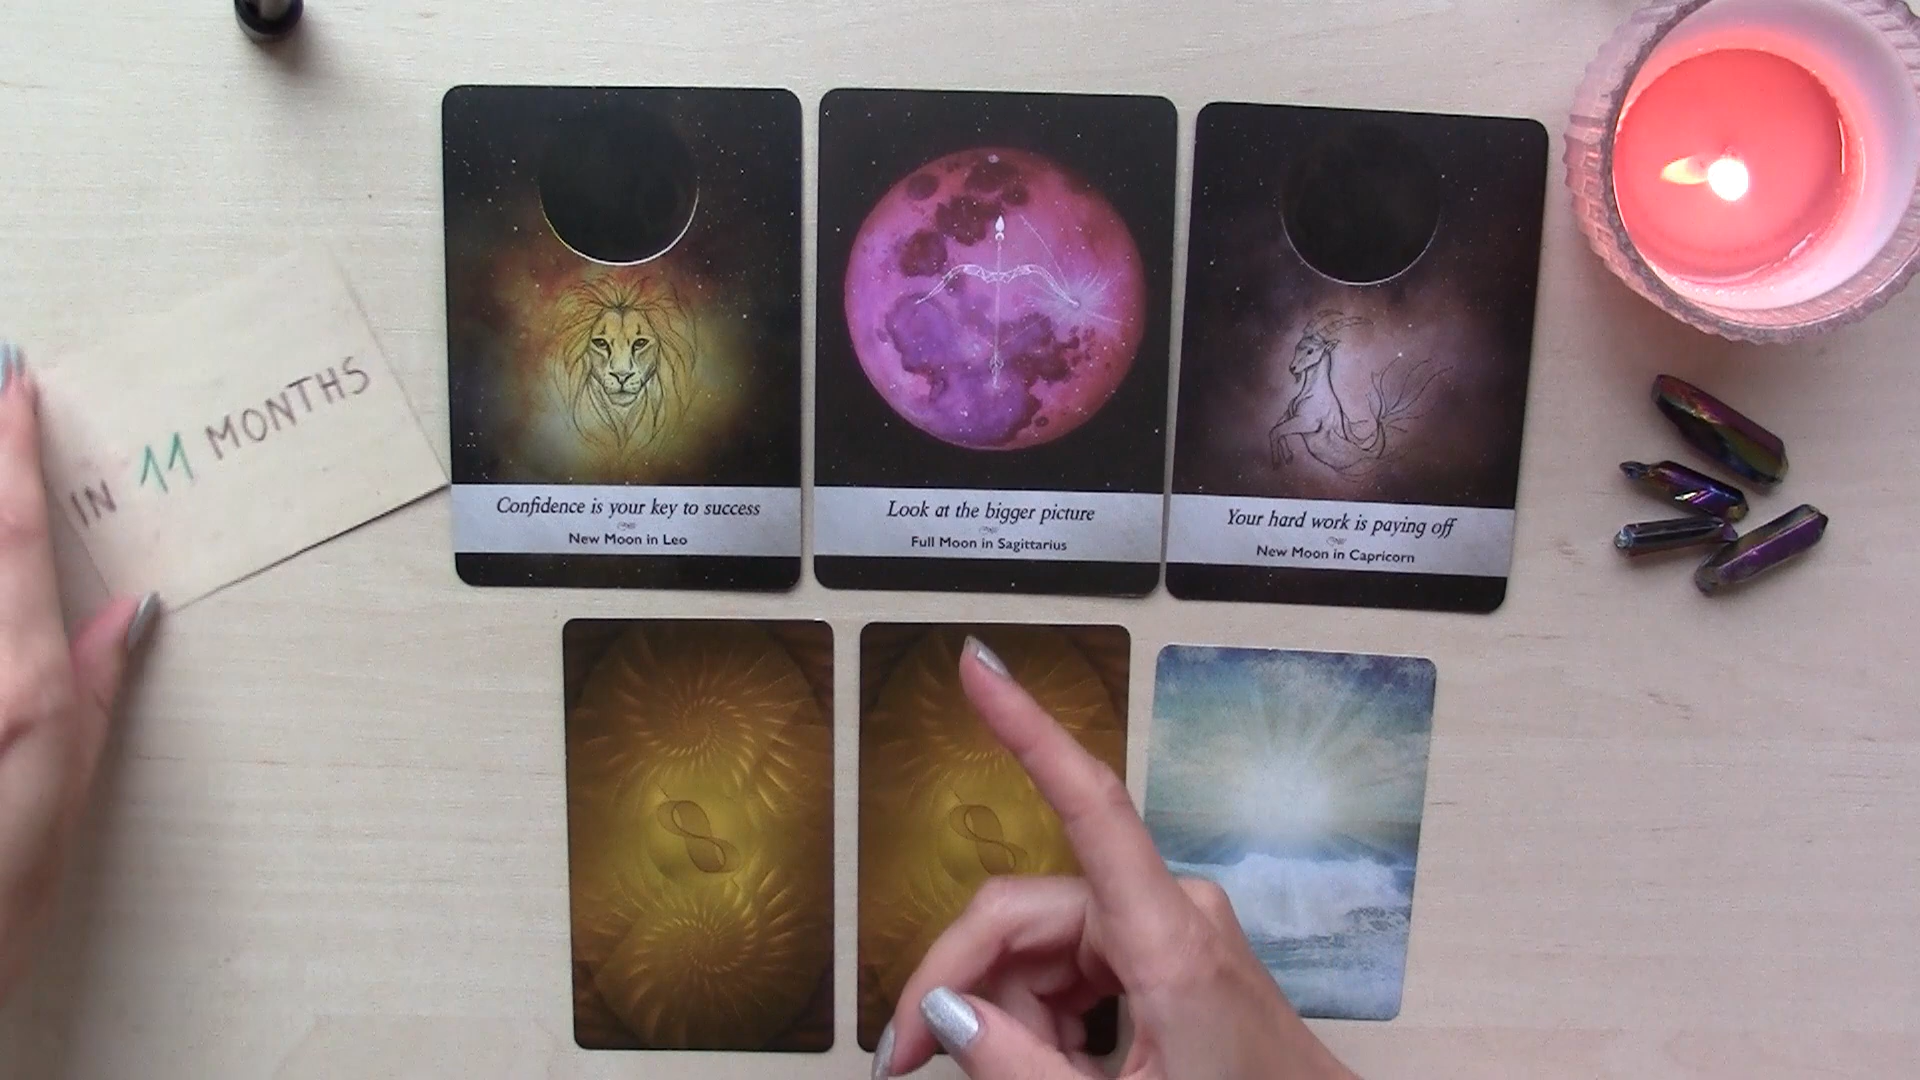 IN 11 MONTHS
Confidence is your key to success
New Moon in Leo
Look at the bigger picture
Full Moon in Sagittarius
Your hard work is paying off
New Moon in Capricorn